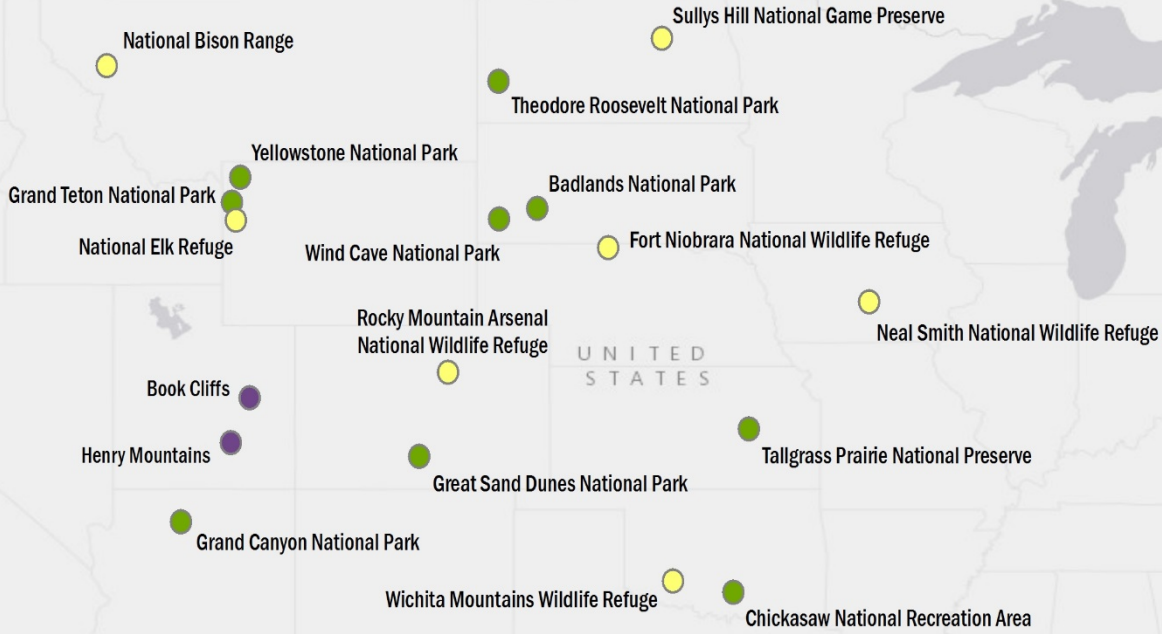 Sullys Hill National Game Preserve
National Bison Range
Theodore Roosevelt National Park
Yellowstone National Park
Badlands National Park
Grand Teton National Park
National Elk Refuge
Wind Cave National Park
Fort Niobrara National Wildlife Refuge
Rocky Mountain Arsenal
National Wildlife Refuge
Neal Smith National Wildlife Refuge
UNITED
STATES
Book Cliffs
Henry Mountains
Tallgrass Prairie National Preserve
Great Sand Dunes National Park
Grand Canyon National Park
Wichita Mountains Wildlife Refuge
Chickasaw National Recreation Area